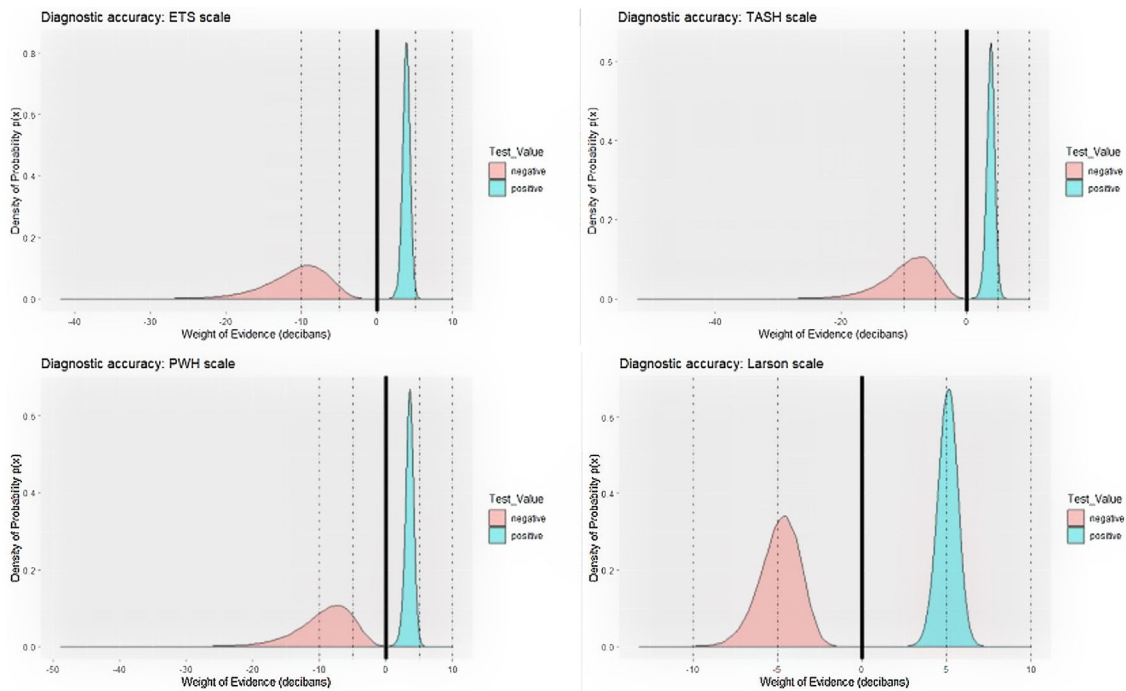 Diagnostic accuracy: ETS scale
Density of Probability p(x)
0.8
0.6
0.4
0.2
0.0
-40 -30 -20 -10 0 10
Weight of Evidence (decibans)
Test_Value
negative
positive
Diagnostic accuracy: TASH scale
Density of Probability p(x)
0.6
0.4
0.2
0.0
-40 -20 0
Weight of Evidence (decibans)
Test_Value
negative
positive
Diagnostic accuracy: PWH scale
Density of Probability p(x)
0.6
0.4
0.2
0.0
-50 -40 -30 -20 -10 0 10
Weight of Evidence (decibans)
Test_Value
negative
positive
Diagnostic accuracy: Larson scale
Density of Probability p(x)
0.6
0.4
0.2
0.0
-10 -5 0 5 10
Weight of Evidence (decibans)
Test_Value
negative
positive